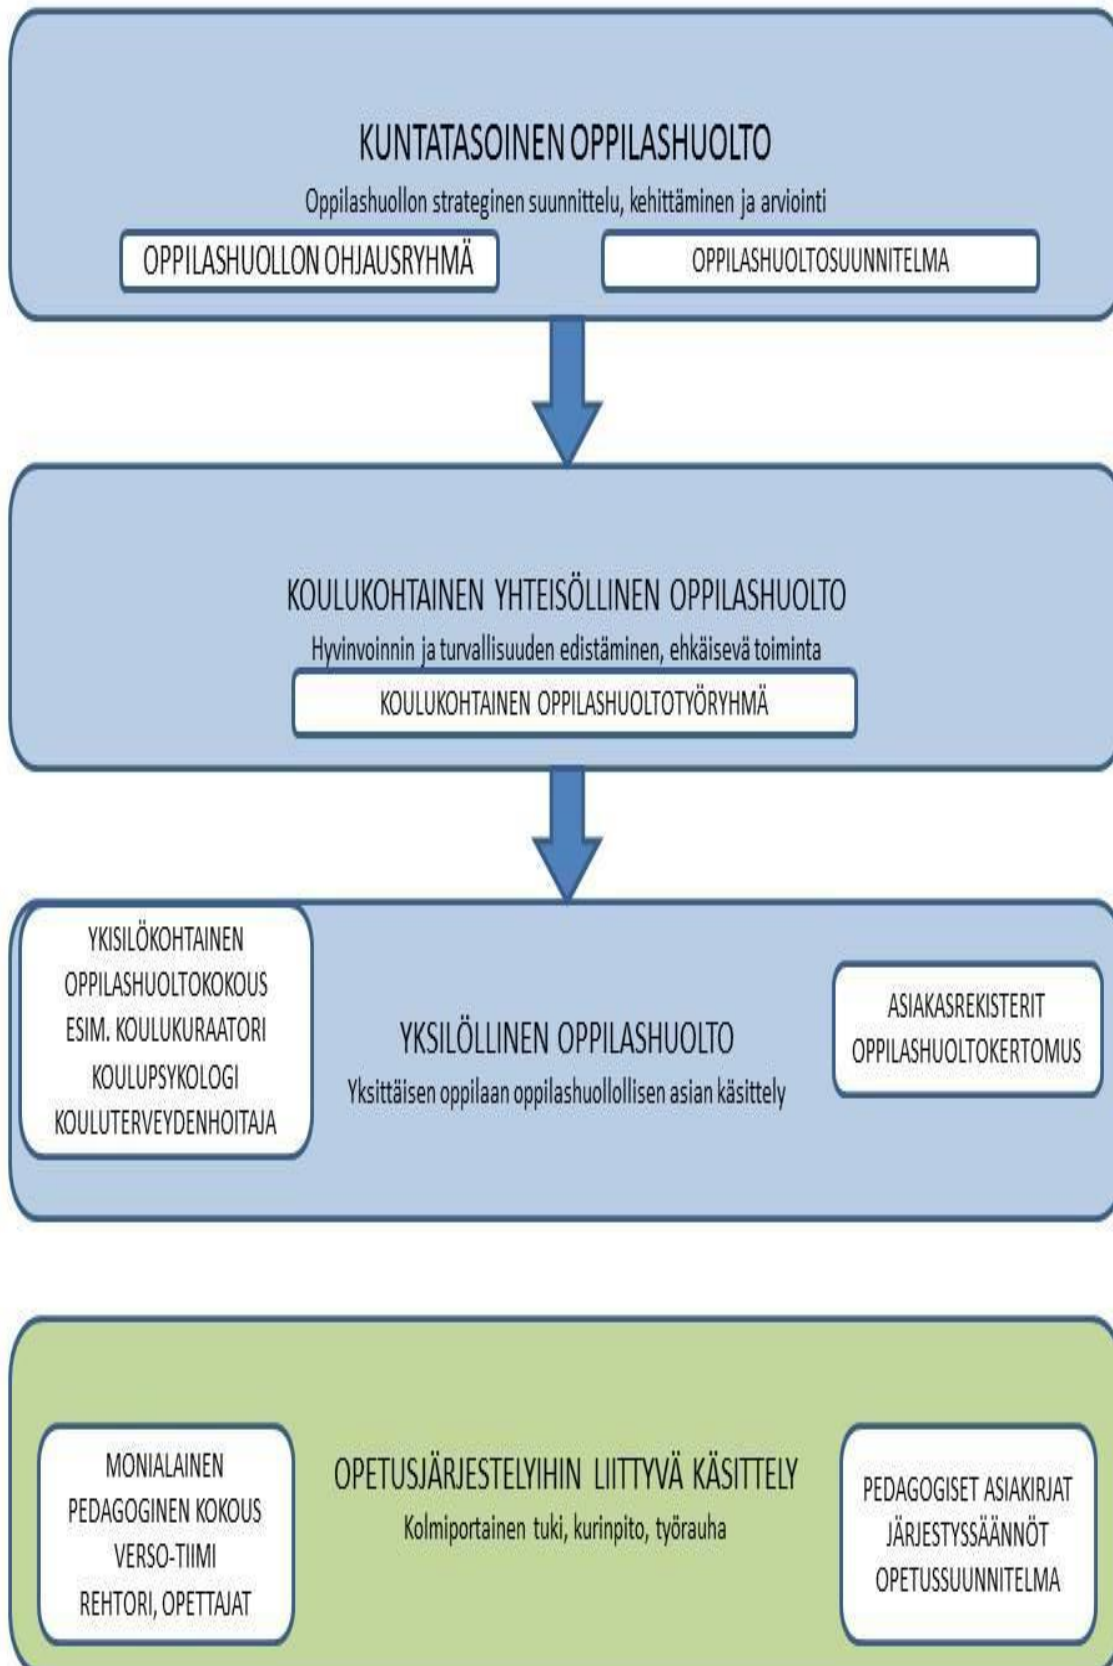 KUNTATASOINEN OPPILASHUOLTO
Oppilashuollon strateginen suunnittelu, kehittäminen ja arviointi
OPPILASHUOLLON OHJAUSRYHMÄ
OPPILASHUOLTOSUUNNITELMA
KOULUKOHTAINEN YHTEISÖLLINEN OPPILASHUOLTO
Hyvinvoinnin ja turvallisuuden edistäminen, ehkäisevä toiminta
KOULUKOHTAINEN OPPILASHUOLTOTYÖRYHMÄ
YKISILÖKOHTAINEN
OPPILASHUOLTOKOKOUS
ESIM. KOULUKURAATORI
KOULUPSYKOLOGI
KOULUTERVEYDENHOITAJA
YKSILÖLLINEN OPPILASHUOLTO
Yksittäisen oppilaan oppilashuollollisen asian käsittely
ASIAKASREKISTERIT
OPPILASHUOLTOKERTOMUS
MONIALAINEN
PEDAGOGINEN KOKOUS
VERSO-TIIMI
REHTORI, OPETTAJAT
OPETUSJÄRJESTELYIHIN LIITTYVÄ KÄSITTELY
Kolmiportainen tuki, kurinpito, työrauha
PEDAGOGISET ASIAKIRJAT
JÄRJESTYSSÄÄNNÖT
OPETUSSUUNNITELMA